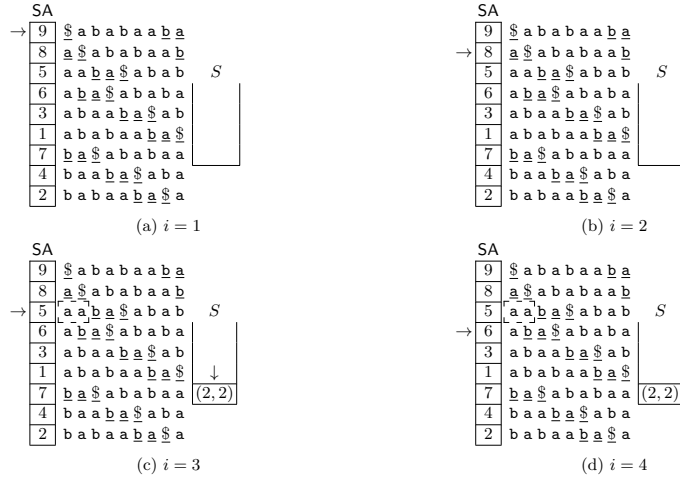 SA
→ 9 $ a b a b a a b a
8 a $ a b a b a a b
5 a a b a $ a b a b S
6 a b a $ a b a b a
3 a b a a b a $ a b
1 a b a b a a b a $
7 b a $ a b a b a a
4 b a a b a $ a b a
2 b a b a a b a $ a
(a) i = 1
SA
9 $ a b a b a a b a
→ 8 a $ a b a b a a b
5 a a b a $ a b a b S
6 a b a $ a b a b a
3 a b a a b a $ a b
1 a b a b a a b a $
7 b a $ a b a b a a
4 b a a b a $ a b a
2 b a b a a b a $ a
(b) i = 2
SA
9 $ a b a b a a b a
8 a $ a b a b a a b
→ 5 a a b a $ a b a b S
6 a b a $ a b a b a
3 a b a a b a $ a b
1 a b a b a a b a $ ↓
7 b a $ a b a b a a (2, 2)
4 b a a b a $ a b a
2 b a b a a b a $ a
(c) i = 3
SA
9 $ a b a b a a b a
8 a $ a b a b a a b
5 a a b a $ a b a b S
→ 6 a b a $ a b a b a
3 a b a a b a $ a b
1 a b a b a a b a $
7 b a $ a b a b a a (2, 2)
4 b a a b a $ a b a
2 b a b a a b a $ a
(d) i = 4